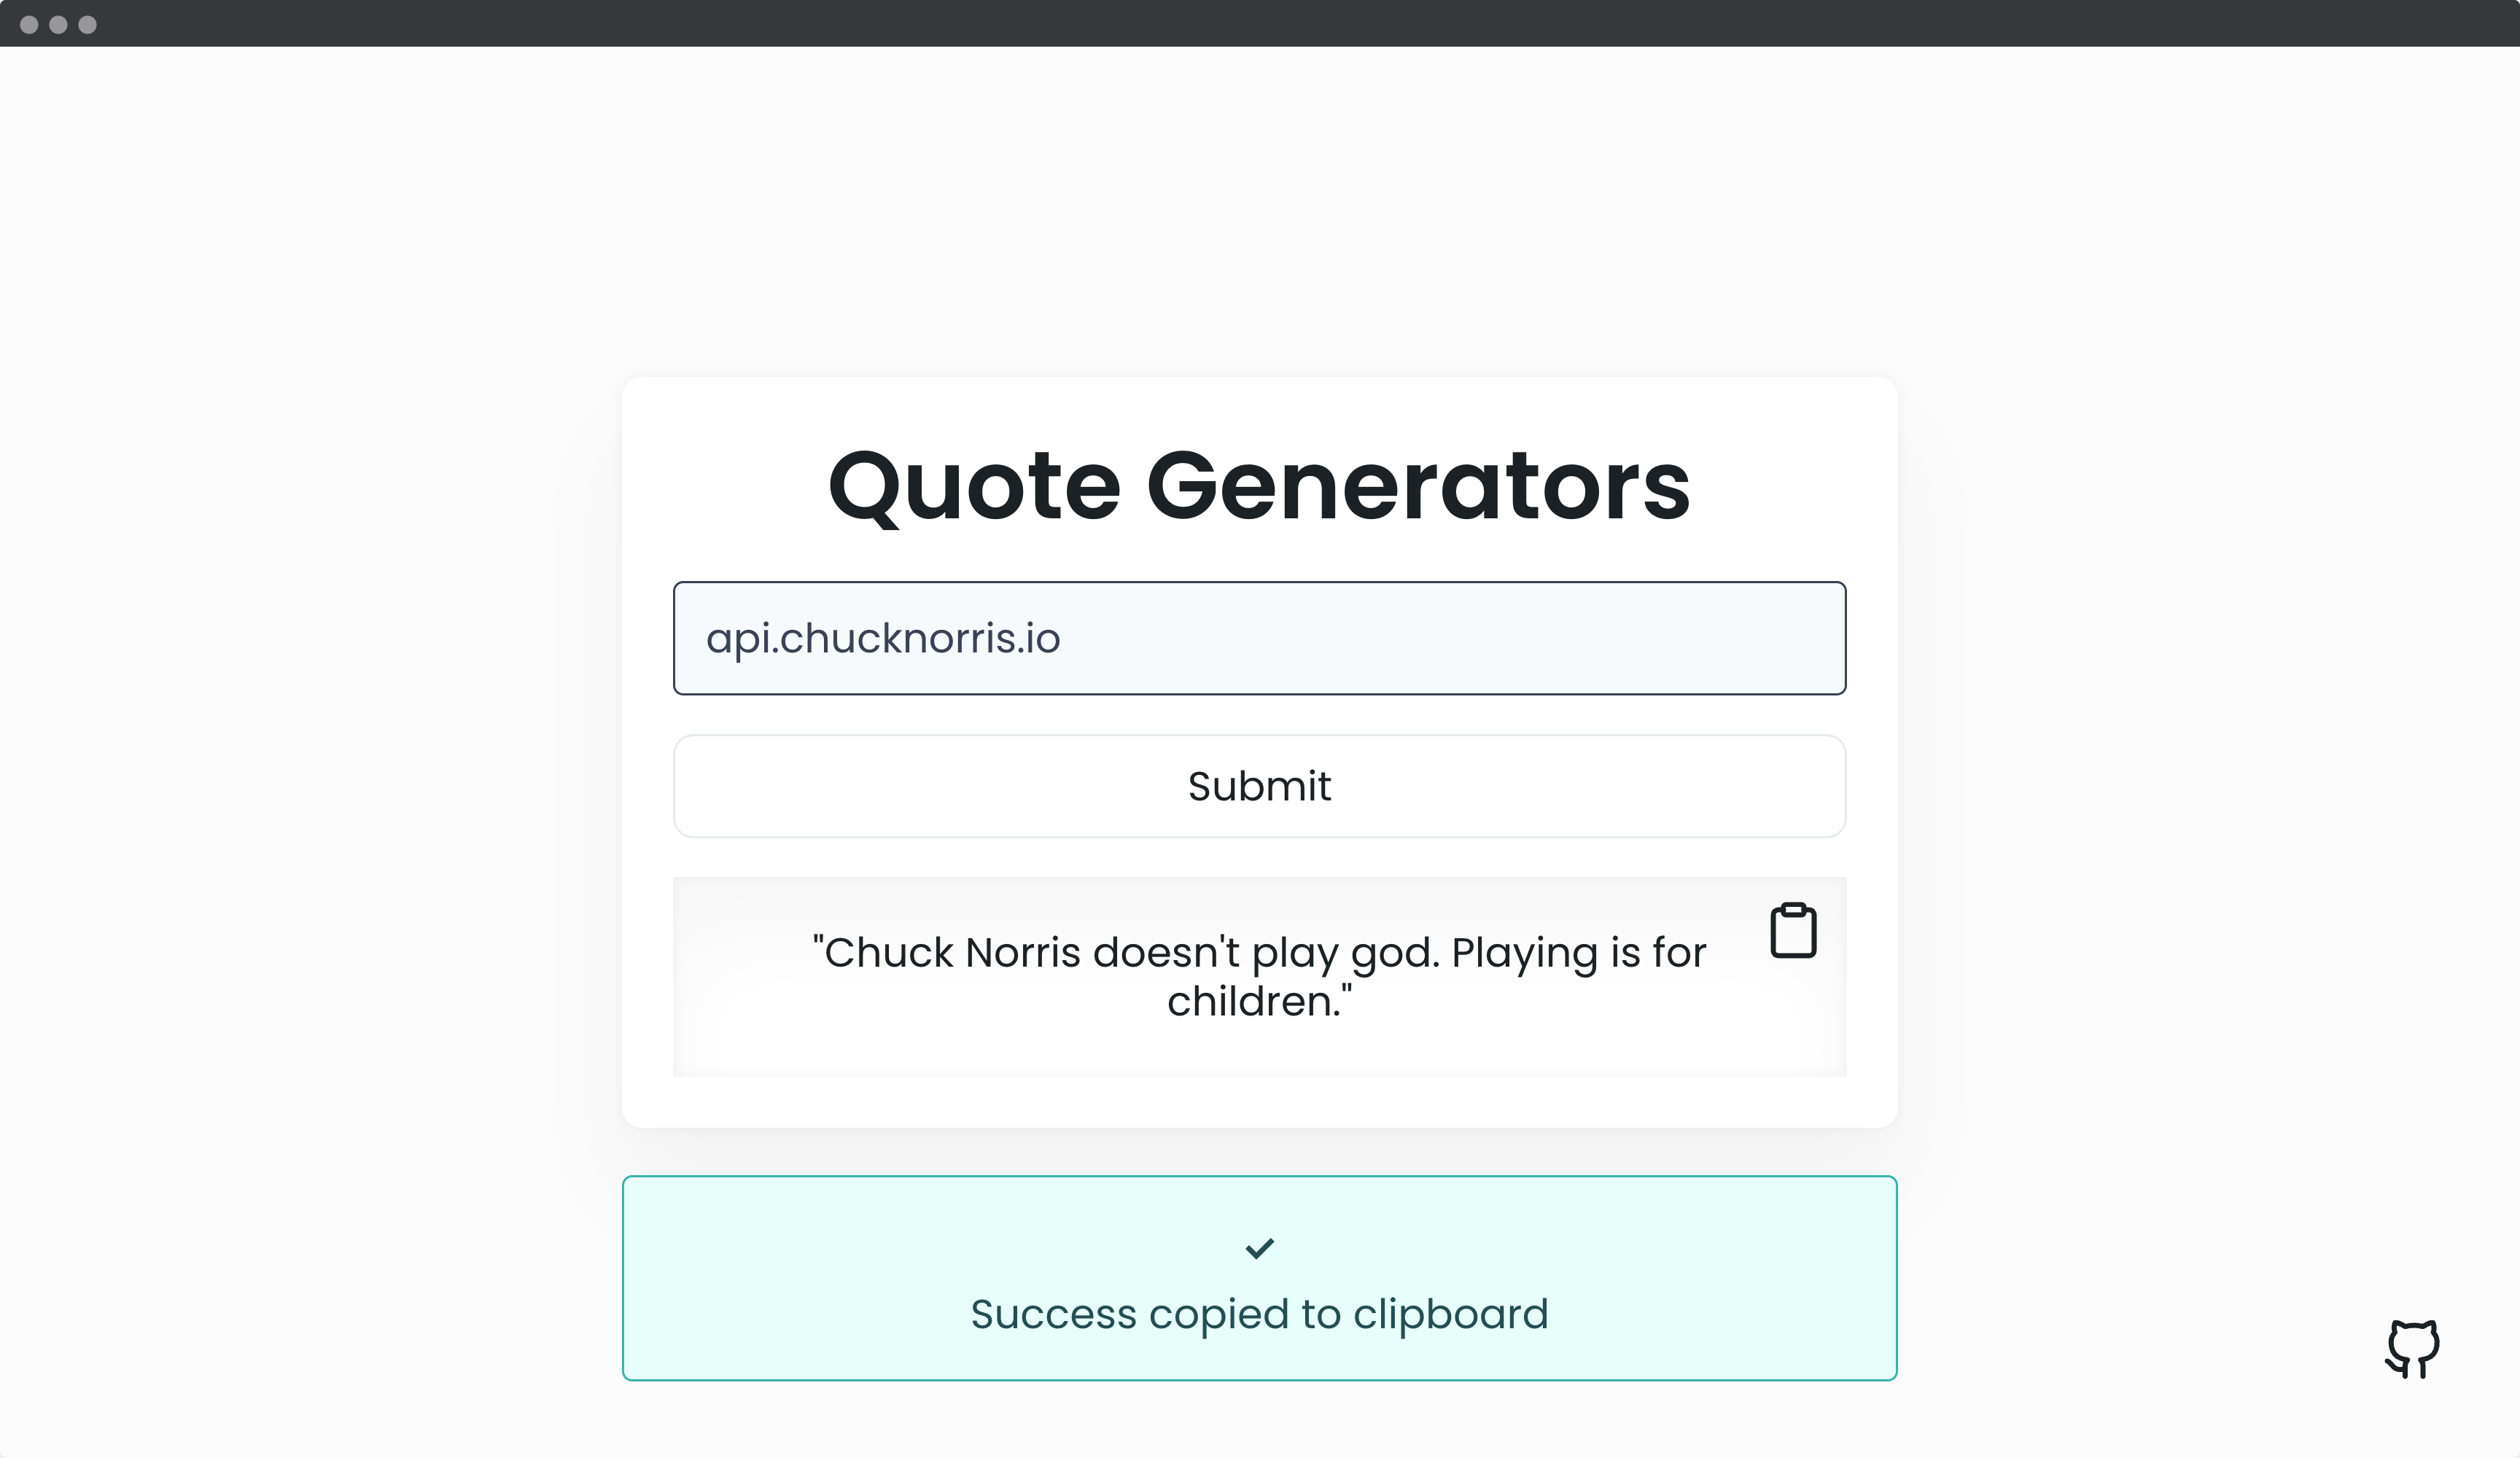 Quote Generators
api.chucknorris.io
Submit
"Chuck Norris doesn't play god. Playing is for
children."
Success copied to clipboard